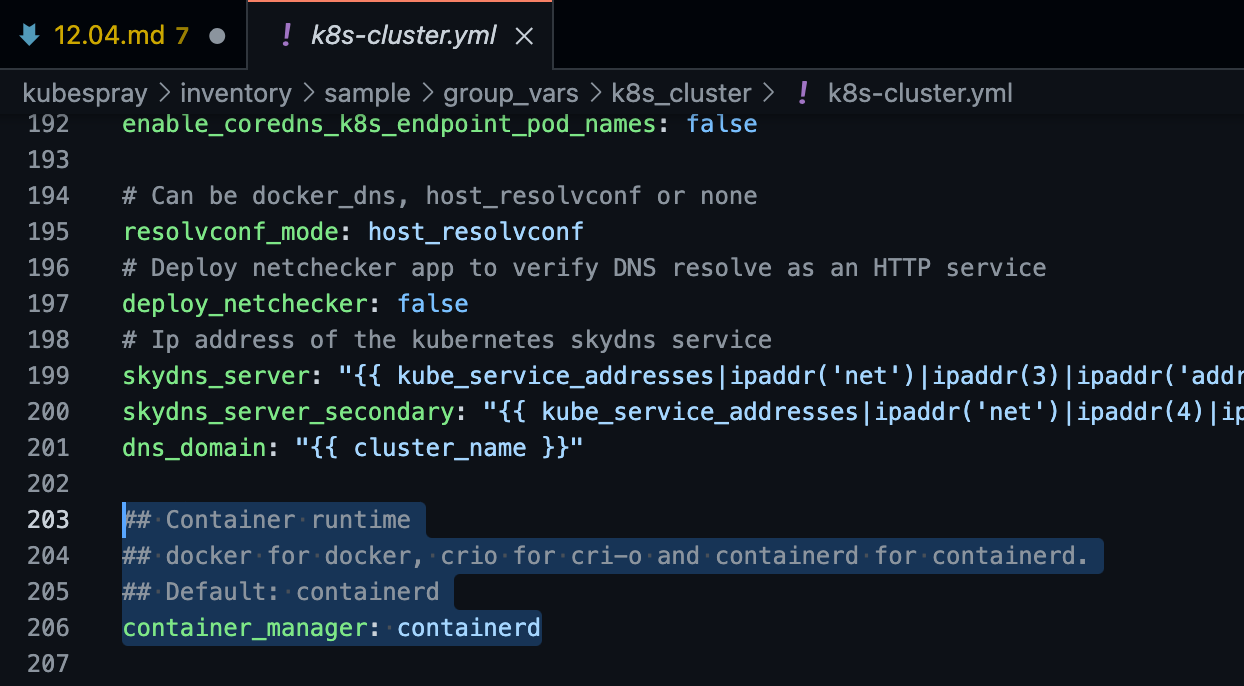 12.04.md 7
k8s-cluster.yml
kubespray > inventory > sample > group_vars > k8s_cluster > ! k8s-cluster.yml
192 enable_coredns_k8s_endpoint_pod_names: false
193
194 # Can be docker_dns, host_resolvconf or none
195 resolvconf_mode: host_resolvconf
196 # Deploy netchecker app to verify DNS resolve as an HTTP service
197 deploy_netchecker: false
198 # Ip address of the kubernetes skydns service
199 skydns_server: "{{ kube_service_addresses|ipaddr('net')|ipaddr(3)|ipaddr('addr
200 skydns_server_secondary: "{{ kube_service_addresses|ipaddr('net')|ipaddr(4)|ip
201 dns_domain: "{{ cluster_name }}"
202
203 ## Container runtime
204 ## docker for docker, crio for cri-o and containerd for containerd.
205 ## Default: containerd
206 container_manager: containerd
207